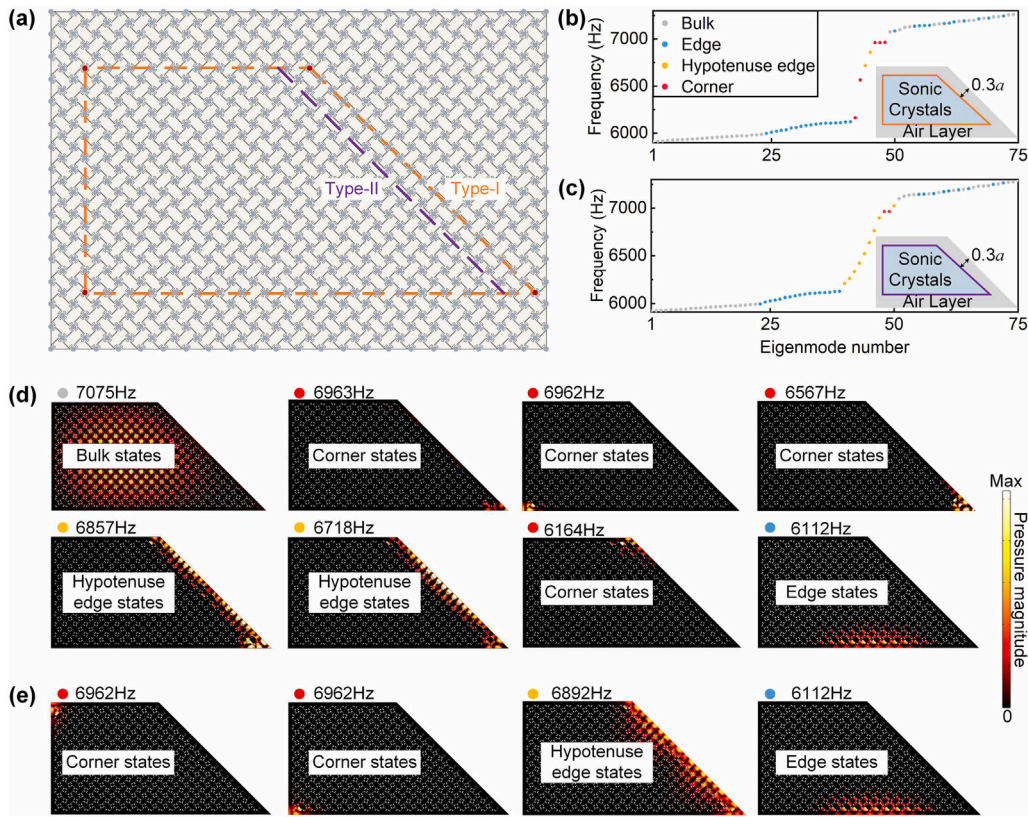 (a)
Type-II
Type-I
(b)
Frequency (Hz)
7000
6500
6000
Bulk
Edge
Hypotenuse edge
Corner
Sonic
Crystals
0.3a
Air Layer
1
25
50
75
(c)
Frequency (Hz)
7000
6500
6000
Sonic
Crystals
0.3a
Air Layer
1
25
50
75
Eigenmode number
(d)
7075Hz
6963Hz
6962Hz
6567Hz
Bulk states
Corner states
Corner states
Corner states
6857Hz
6718Hz
6164Hz
6112Hz
Hypotenuse
edge states
Hypotenuse
edge states
Corner states
Edge states
Max
Pressure magnitude
0
(e)
6962Hz
6962Hz
6892Hz
6112Hz
Corner states
Corner states
Hypotenuse
edge states
Edge states